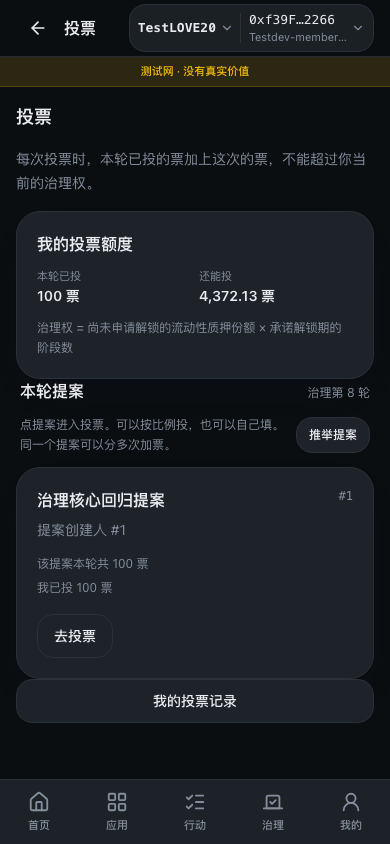 投票
TestLOVE20
0xf39F…2266
Testdev-member...
测试网 · 没有真实价值
投票
每次投票时，本轮已投的票加上这次的票，不能超过你当
前的治理权。
我的投票额度
本轮已投
还能投
100 票
4,372.13 票
治理权 = 尚未申请解锁的流动性质押份额 × 承诺解锁期的
阶段数
本轮提案
治理第 8 轮
点提案进入投票。可以按比例投，也可以自己填。
同一个提案可以分多次加票。
推举提案
治理核心回归提案
#1
提案创建人 #1
该提案本轮共 100 票
我已投 100 票
去投票
我的投票记录
首页
应用
行动
治理
我的